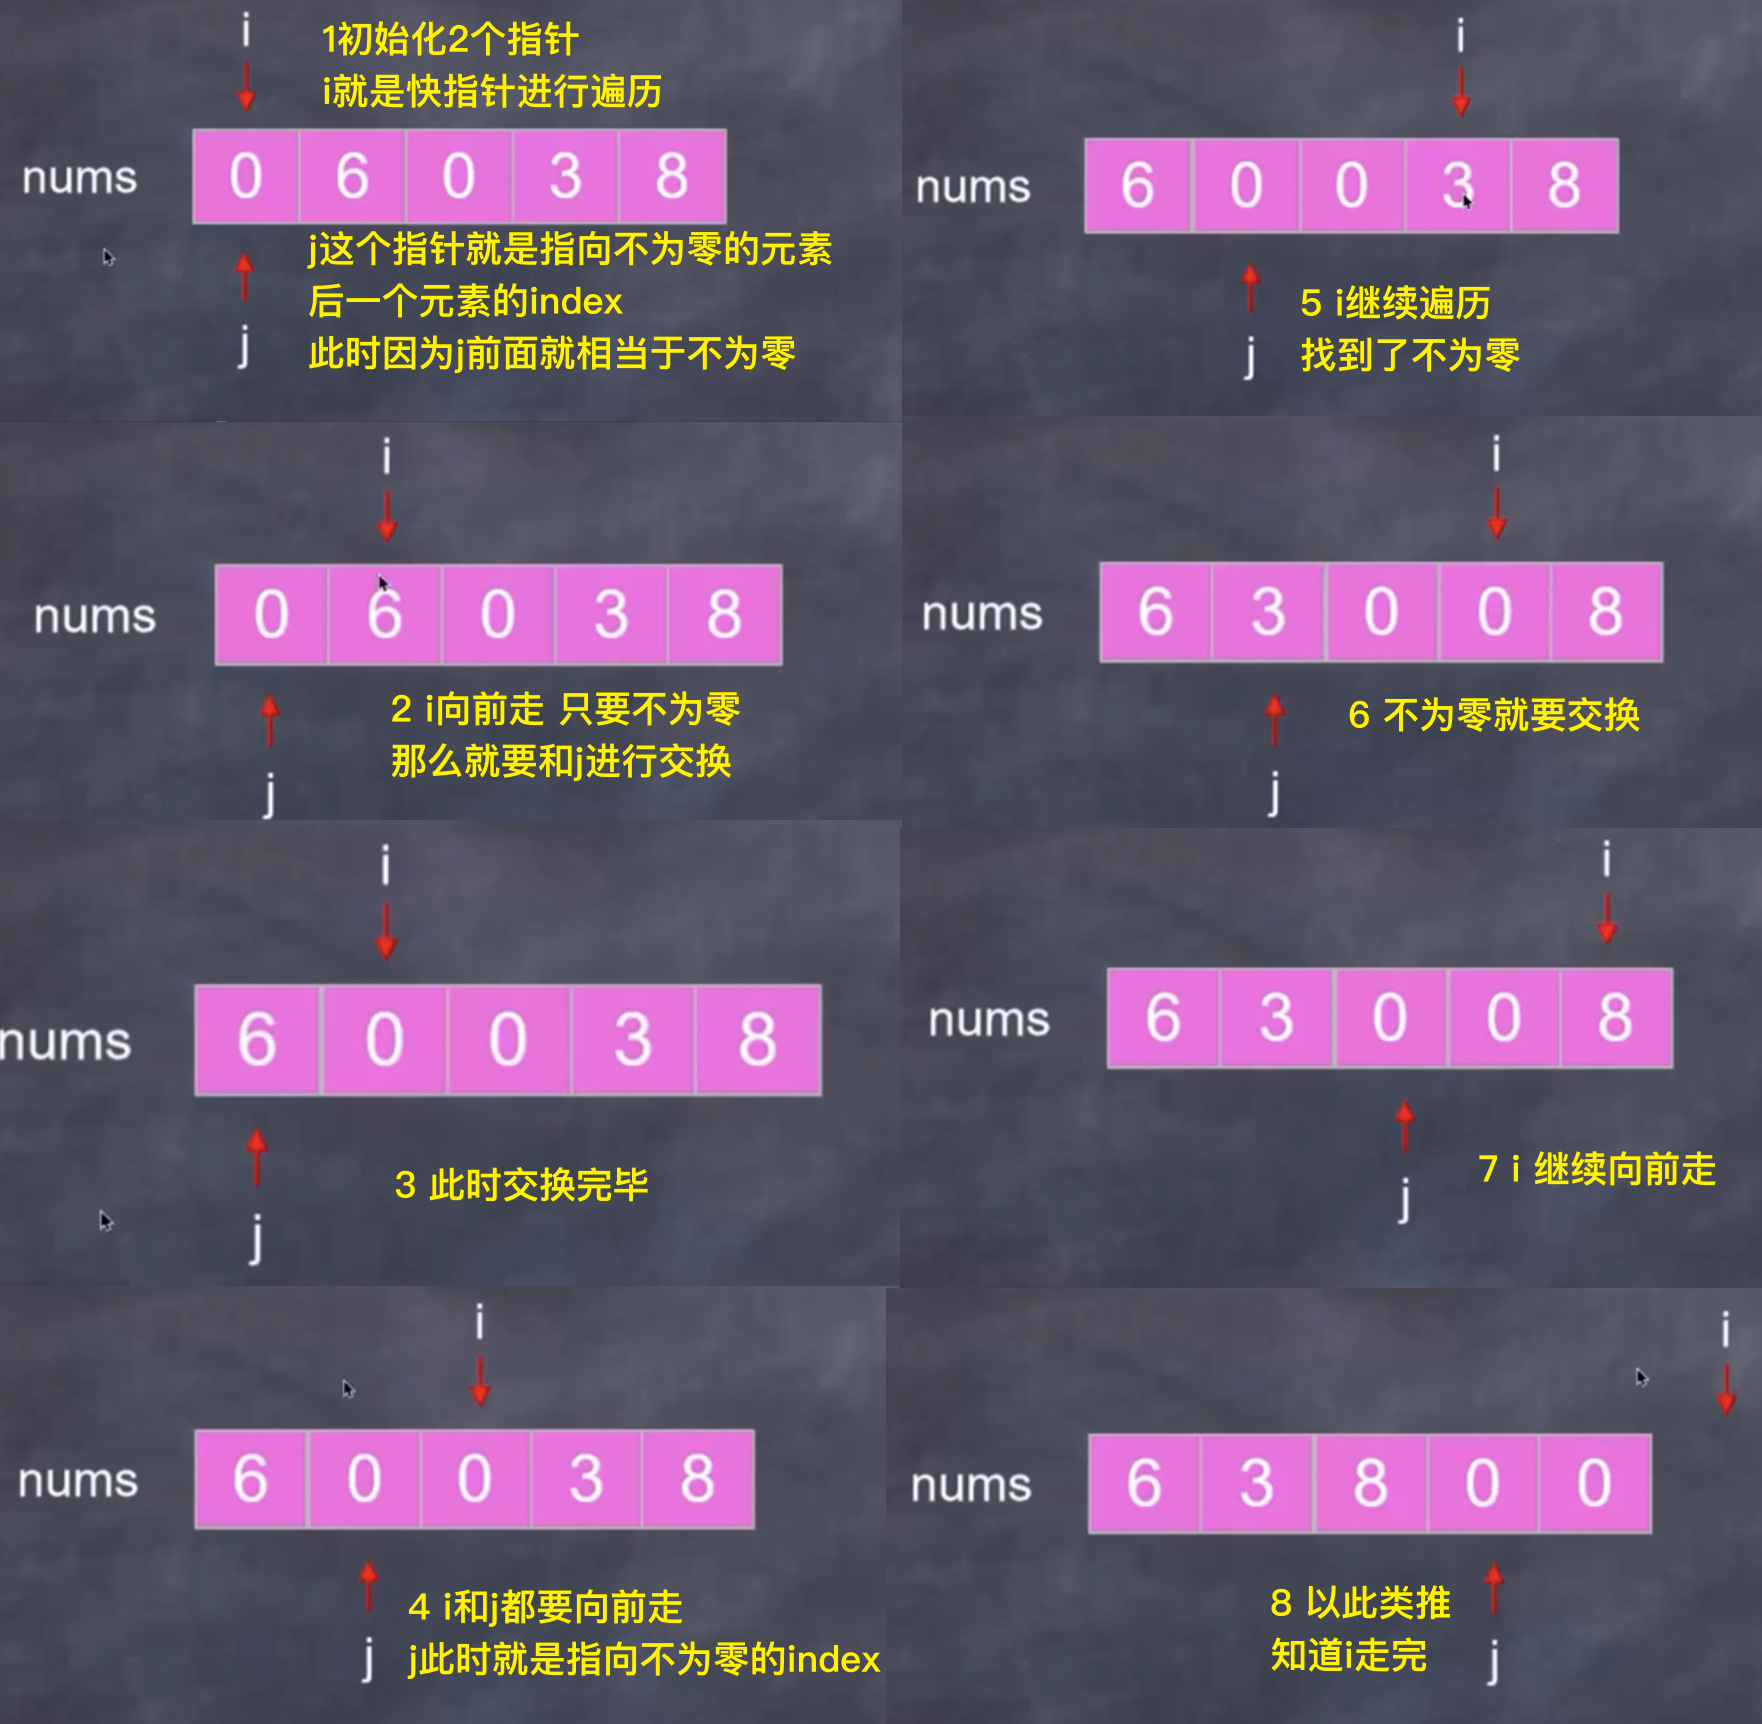 i
1初始化2个指针
i就是快指针进行遍历
nums 0 6 0 3 8
j这个指针就是指向不为零的元素
后一个元素的index
此时因为j前面就相当于不为零
j
i
nums 0 6 0 3 8
2 i向前走 只要不为零
那么就要和j进行交换
j
i
nums 6 0 0 3 8
3 此时交换完毕
j
i
nums 6 0 0 3 8
4 i和j都要向前走
j此时就是指向不为零的index
j
i
nums 6 0 0 3 8
5 i继续遍历
找到了不为零
j
i
nums 6 3 0 0 8
6 不为零就要交换
j
i
nums 6 3 0 0 8
7 i 继续向前走
j
i
nums 6 3 8 0 0
8 以此类推
知道i走完
j